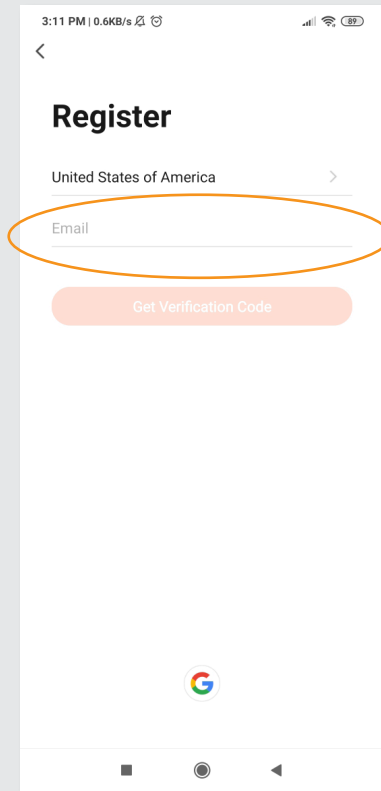 3:11 PM | 0.6KB/s 89
Register
United States of America
Email
Get Verification Code